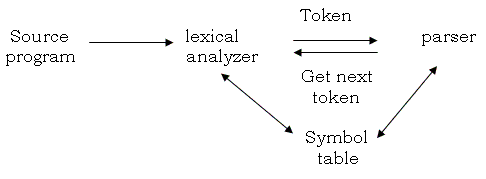 Source
program
lexical
analyzer
Token
Get next
token
parser
Symbol
table